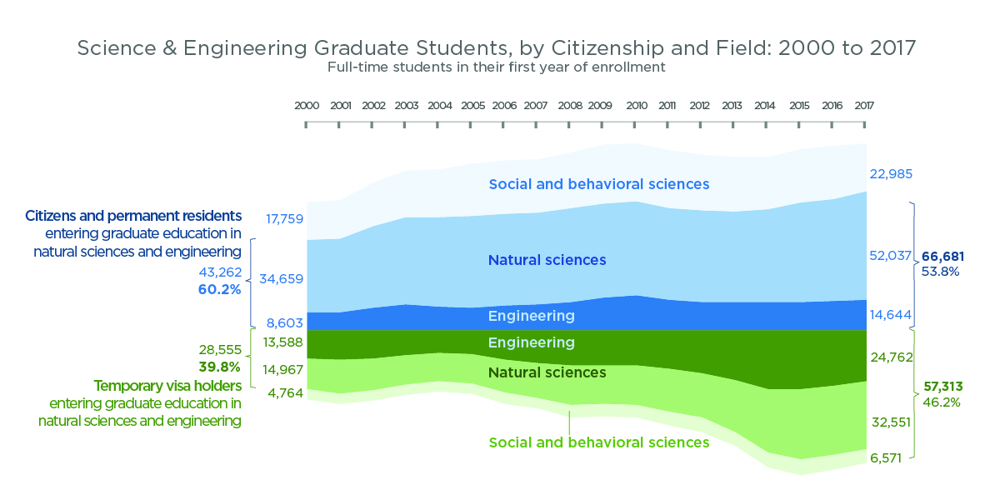 Science & Engineering Graduate Students, by Citizenship and Field: 2000 to 2017
Full-time students in their first year of enrollment
2000 2001 2002 2003 2004 2005 2006 2007 2008 2009 2010 2011 2012 2013 2014 2015 2016 2017
Social and behavioral sciences
22,985
Citizens and permanent residents
entering graduate education in
natural sciences and engineering
43,262
60.2%
17,759
34,659
8,603
Natural sciences
52,037
66,681
53.8%
Engineering
14,644
Engineering
13,588
28,555
39.8%
14,967
4,764
Natural sciences
24,762
Temporary visa holders
entering graduate education in
natural sciences and engineering
57,313
46.2%
32,551
Social and behavioral sciences
6,571